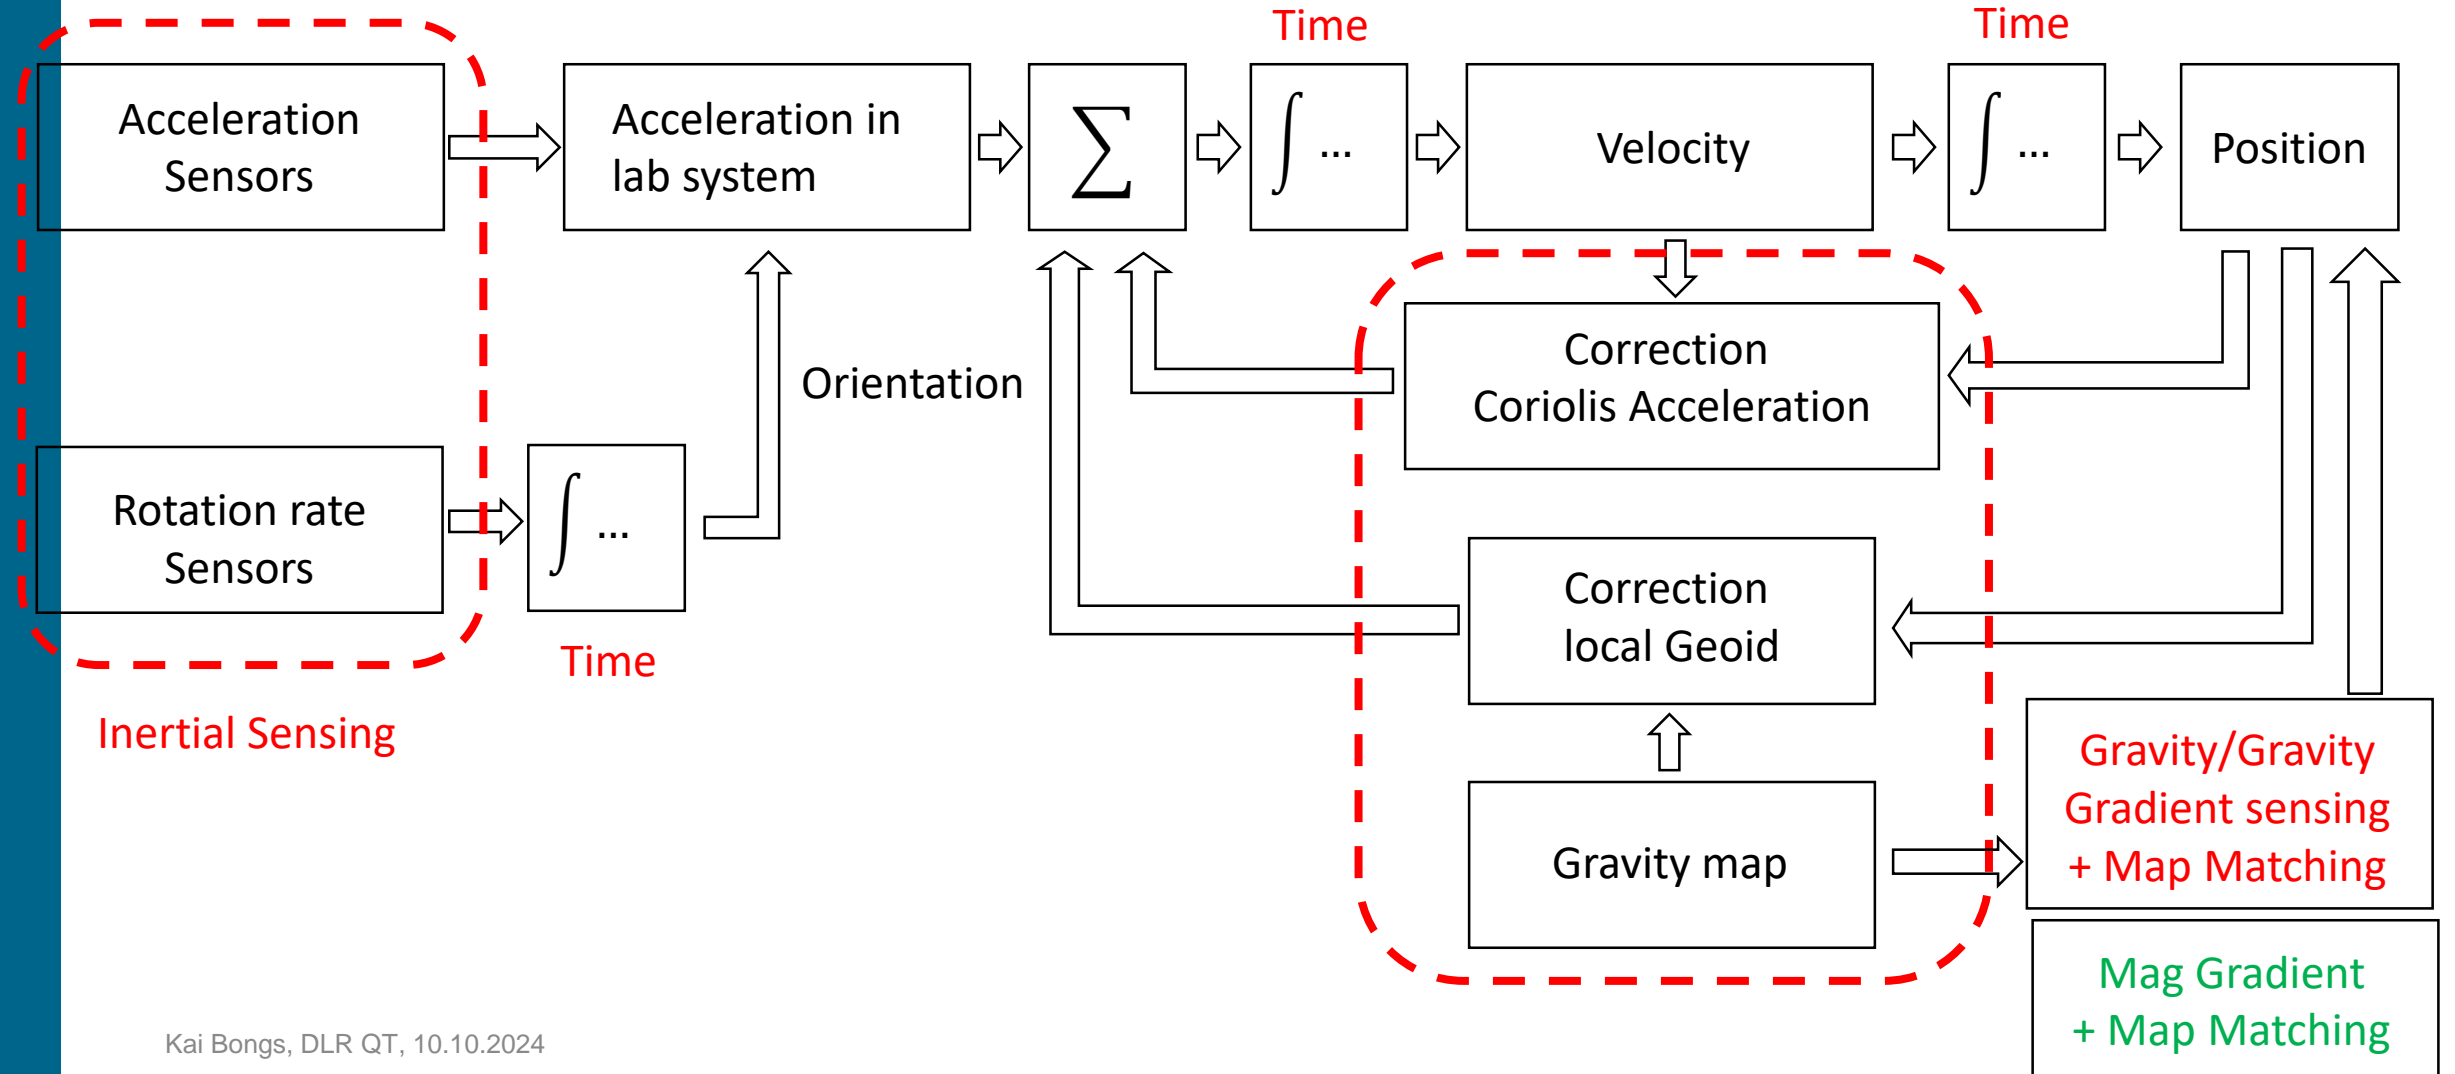 Time
Time
Acceleration
Sensors
Acceleration in
lab system
∑
∫ ...
Velocity
∫ ...
Position
Orientation
Correction
Coriolis Acceleration
Rotation rate
Sensors
∫ ...
Time
Inertial Sensing
Correction
local Geoid
Gravity map
Gravity/Gravity
Gradient sensing
+ Map Matching
Mag Gradient
+ Map Matching
Kai Bongs, DLR QT, 10.10.2024